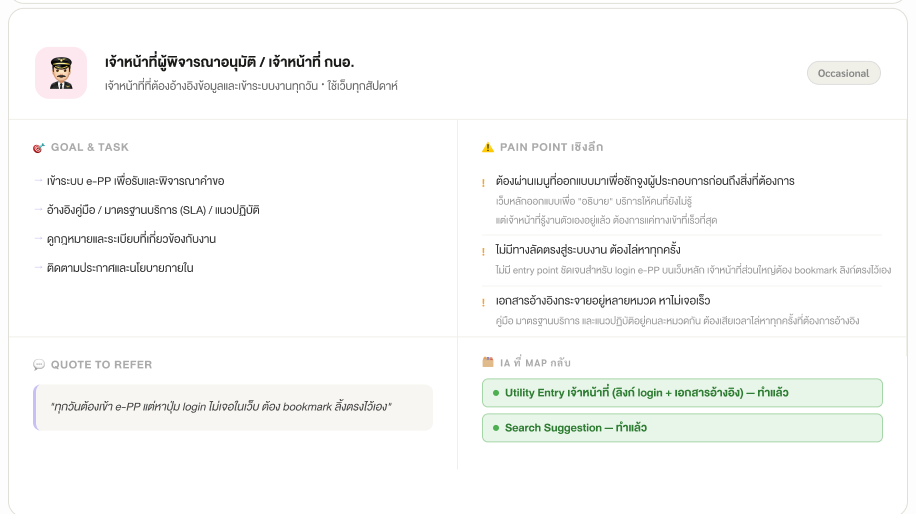 เจ้าหน้าที่ผู้พิจารณาอนุมัติ / เจ้าหน้าที่ กนอ.
เจ้าหน้าที่ที่ต้องอ้างอิงข้อมูลและเข้าระบบงานทุกวัน • ใช้เว็บทุกสัปดาห์
Occasional
GOAL & TASK
→ เข้าระบบ e-PP เพื่อรับและพิจารณาคำขอ
→ อ้างอิงคู่มือ / มาตรฐานบริการ (SLA) / แนวปฏิบัติ
→ ดูกฎหมายและระเบียบที่เกี่ยวข้องกับงาน
→ ติดตามประกาศและนโยบายภายใน
PAIN POINT เชิงลึก
! ต้องผ่านเมนูที่ออกแบบมาเพื่อชักจูงผู้ประกอบการก่อนถึงสิ่งที่ต้องการ
เว็บหลักออกแบบเพื่อ "อธิบาย" บริการให้คนที่ยังไม่รู้
แต่เจ้าหน้าที่รู้งานตัวเองอยู่แล้ว ต้องการแค่ทางเข้าที่เร็วที่สุด
! ไม่มีทางลัดตรงสู่ระบบงาน ต้องไล่หาทุกครั้ง
ไม่มี entry point ชัดเจนสำหรับ login e-PP บนเว็บหลัก เจ้าหน้าที่ส่วนใหญ่ต้อง bookmark ลิงก์ตรงไว้เอง
! เอกสารอ้างอิงกระจายอยู่หลายหมวด หาไม่เจอเร็ว
คู่มือ มาตรฐานบริการ และแนวปฏิบัติอยู่คนละหมวดกัน ต้องเสียเวลาไล่หาทุกครั้งที่ต้องการอ้างอิง
QUOTE TO REFER
"ทุกวันต้องเข้า e-PP แต่หาปุ่ม login ไม่เจอในเว็บ ต้อง bookmark ลิ้งตรงไว้เอง"
IA ที่ MAP กลับ
Utility Entry เจ้าหน้าที่ (ลิงก์ login + เอกสารอ้างอิง) — ทำแล้ว
Search Suggestion — ทำแล้ว